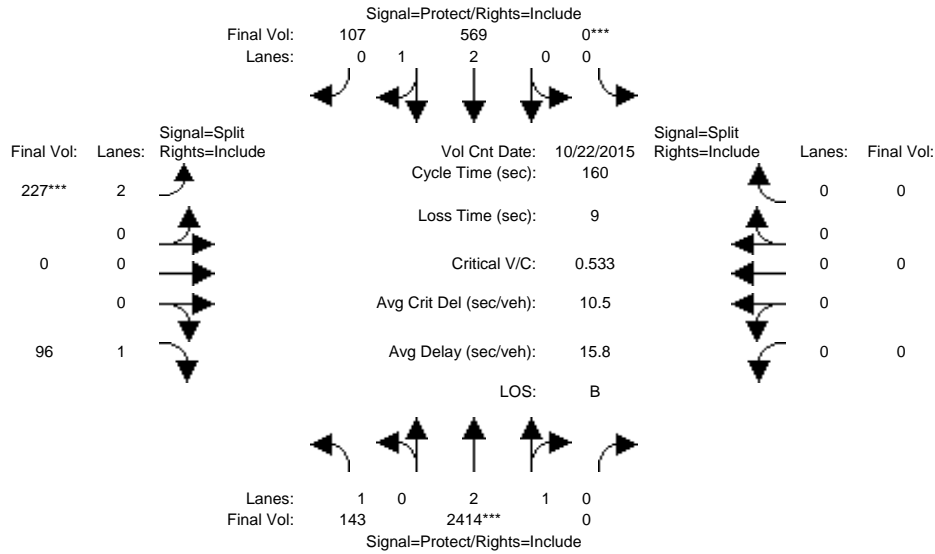 Signal=Protect/Rights=Include
Final Vol: 107 569 0***
Lanes: 0 1 2 0 0
Signal=Split Signal=Split
Final Vol: Lanes: Rights=Include Vol Cnt Date: 10/22/2015 Rights=Include Lanes: Final Vol:
227*** 2 Cycle Time (sec): 160 0 0
Loss Time (sec): 9
0 0
0 0 Critical V/C: 0.533 0 0
0 Avg Crit Del (sec/veh): 10.5 0
96 1 Avg Delay (sec/veh): 15.8 0 0
LOS: B
Lanes: 1 0 2 1 0
Final Vol: 143 2414*** 0
Signal=Protect/Rights=Include